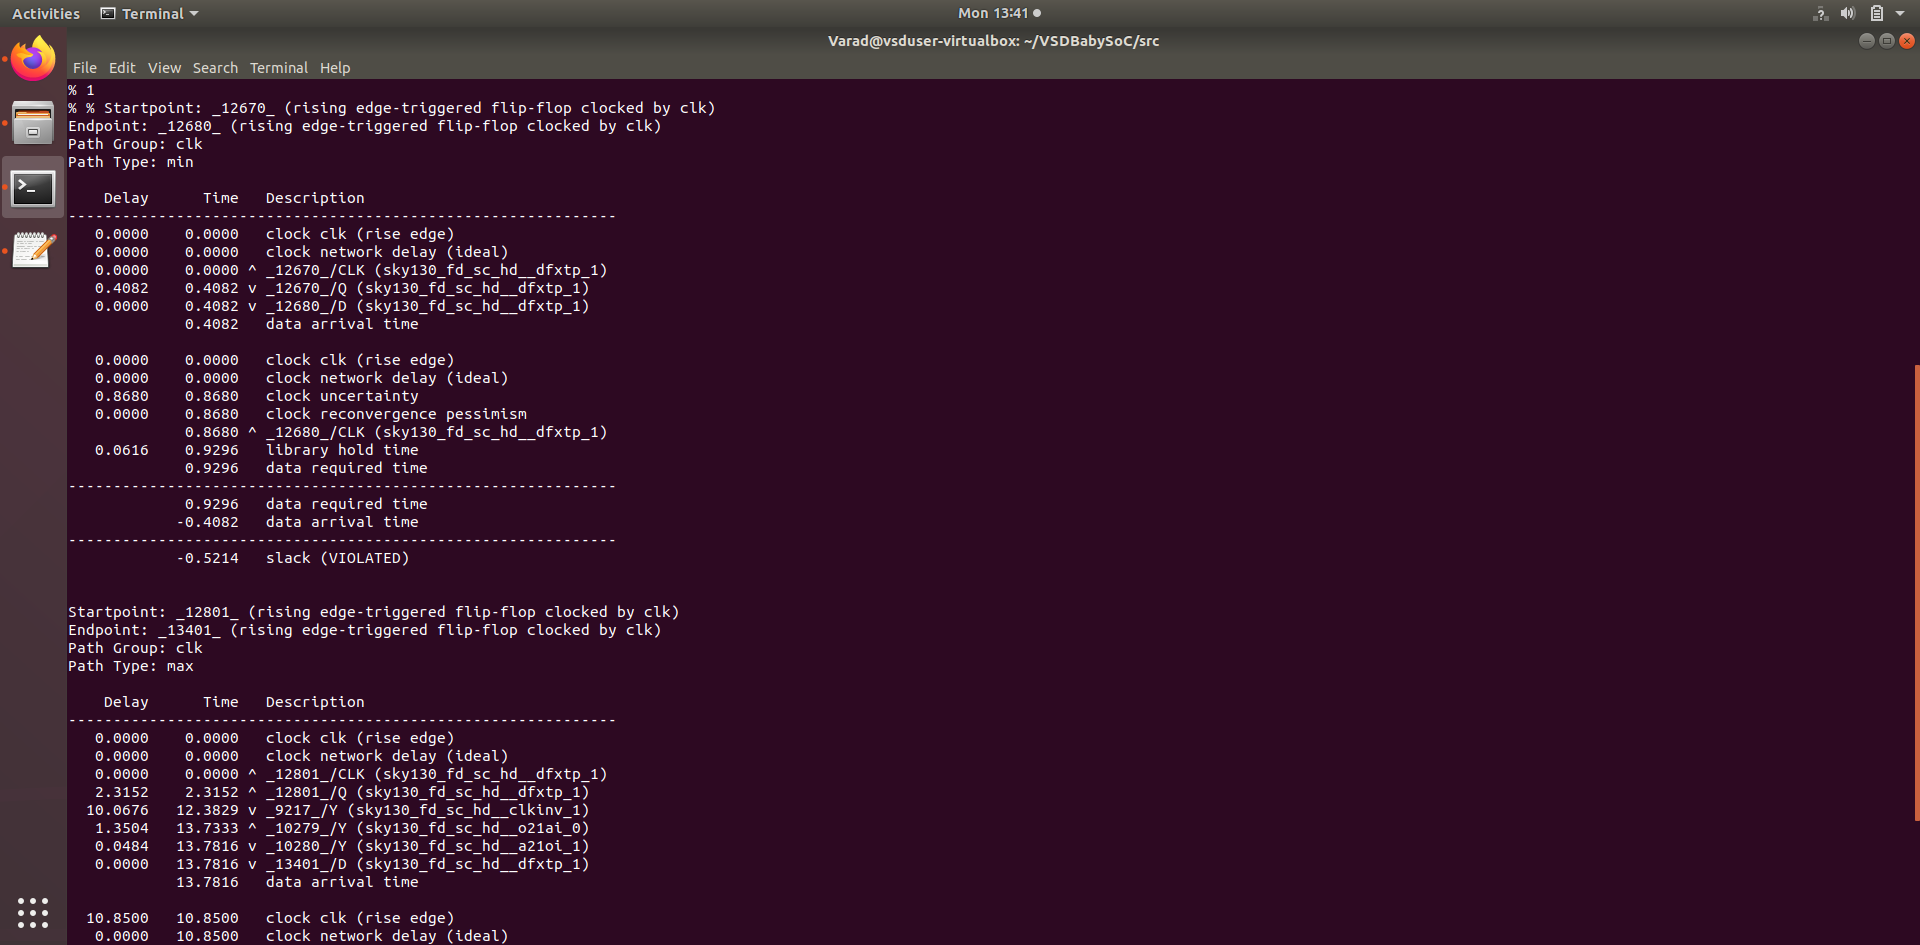 Activities Terminal Mon 13:41
Varad@vsduser-virtualbox: ~/VSDBabySoC/src
File Edit View Search Terminal Help
% 1
% % Startpoint: _12670_ (rising edge-triggered flip-flop clocked by clk)
Endpoint: _12680_ (rising edge-triggered flip-flop clocked by clk)
Path Group: clk
Path Type: min
Delay Time Description
---------------------------------------------------------------
0.0000 0.0000 clock clk (rise edge)
0.0000 0.0000 clock network delay (ideal)
0.0000 0.0000 ^ _12670_/CLK (sky130_fd_sc_hd__dfxtp_1)
0.4082 0.4082 v _12670_/Q (sky130_fd_sc_hd__dfxtp_1)
0.0000 0.4082 v _12680_/D (sky130_fd_sc_hd__dfxtp_1)
0.4082 data arrival time
0.0000 0.0000 clock clk (rise edge)
0.0000 0.0000 clock network delay (ideal)
0.8680 0.8680 clock uncertainty
0.0000 0.8680 clock reconvergence pessimism
0.8680 ^ _12680_/CLK (sky130_fd_sc_hd__dfxtp_1)
0.0616 0.9296 library hold time
0.9296 data required time
---------------------------------------------------------------
0.9296 data required time
-0.4082 data arrival time
---------------------------------------------------------------
-0.5214 slack (VIOLATED)
Startpoint: _12801_ (rising edge-triggered flip-flop clocked by clk)
Endpoint: _13401_ (rising edge-triggered flip-flop clocked by clk)
Path Group: clk
Path Type: max
Delay Time Description
---------------------------------------------------------------
0.0000 0.0000 clock clk (rise edge)
0.0000 0.0000 clock network delay (ideal)
0.0000 0.0000 ^ _12801_/CLK (sky130_fd_sc_hd__dfxtp_1)
2.3152 2.3152 ^ _12801_/Q (sky130_fd_sc_hd__dfxtp_1)
10.0676 12.3829 v _9217_/Y (sky130_fd_sc_hd__clkinv_1)
1.3504 13.7333 ^ _10279_/Y (sky130_fd_sc_hd__o21ai_0)
0.0484 13.7816 v _10280_/Y (sky130_fd_sc_hd__a21oi_1)
0.0000 13.7816 v _13401_/D (sky130_fd_sc_hd__dfxtp_1)
13.7816 data arrival time
10.8500 10.8500 clock clk (rise edge)
0.0000 10.8500 clock network delay (ideal)